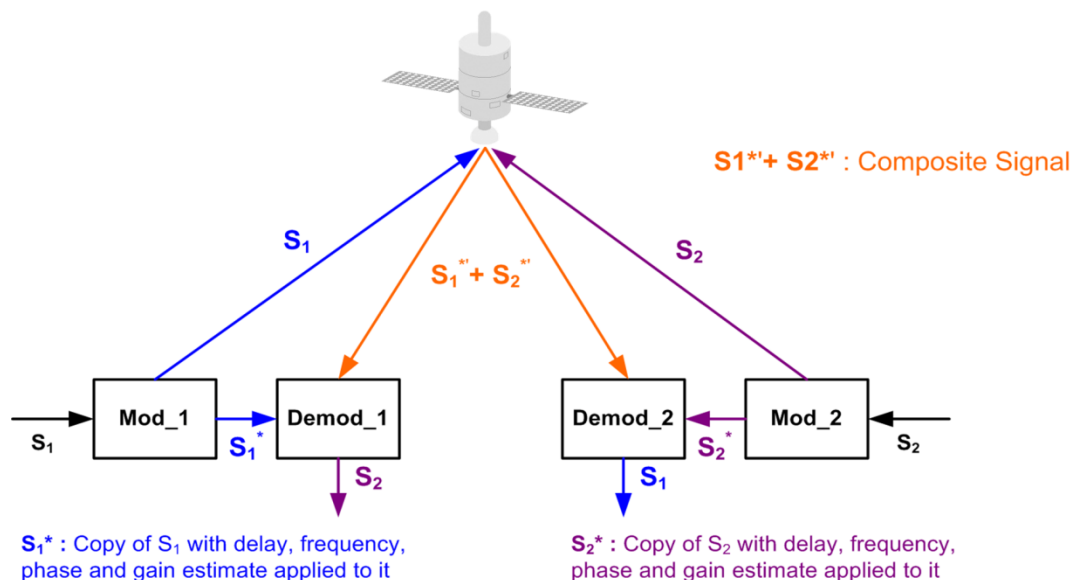 S1*'+ S2*' : Composite Signal
S₁
S₂
S₁*'+ S₂*'
Mod_1
Demod_1
Demod_2
Mod_2
S₁
S₁*
S₂*
S₂
S₂
S₁
S₁* : Copy of S₁ with delay, frequency,
phase and gain estimate applied to it
S₂* : Copy of S₂ with delay, frequency,
phase and gain estimate applied to it